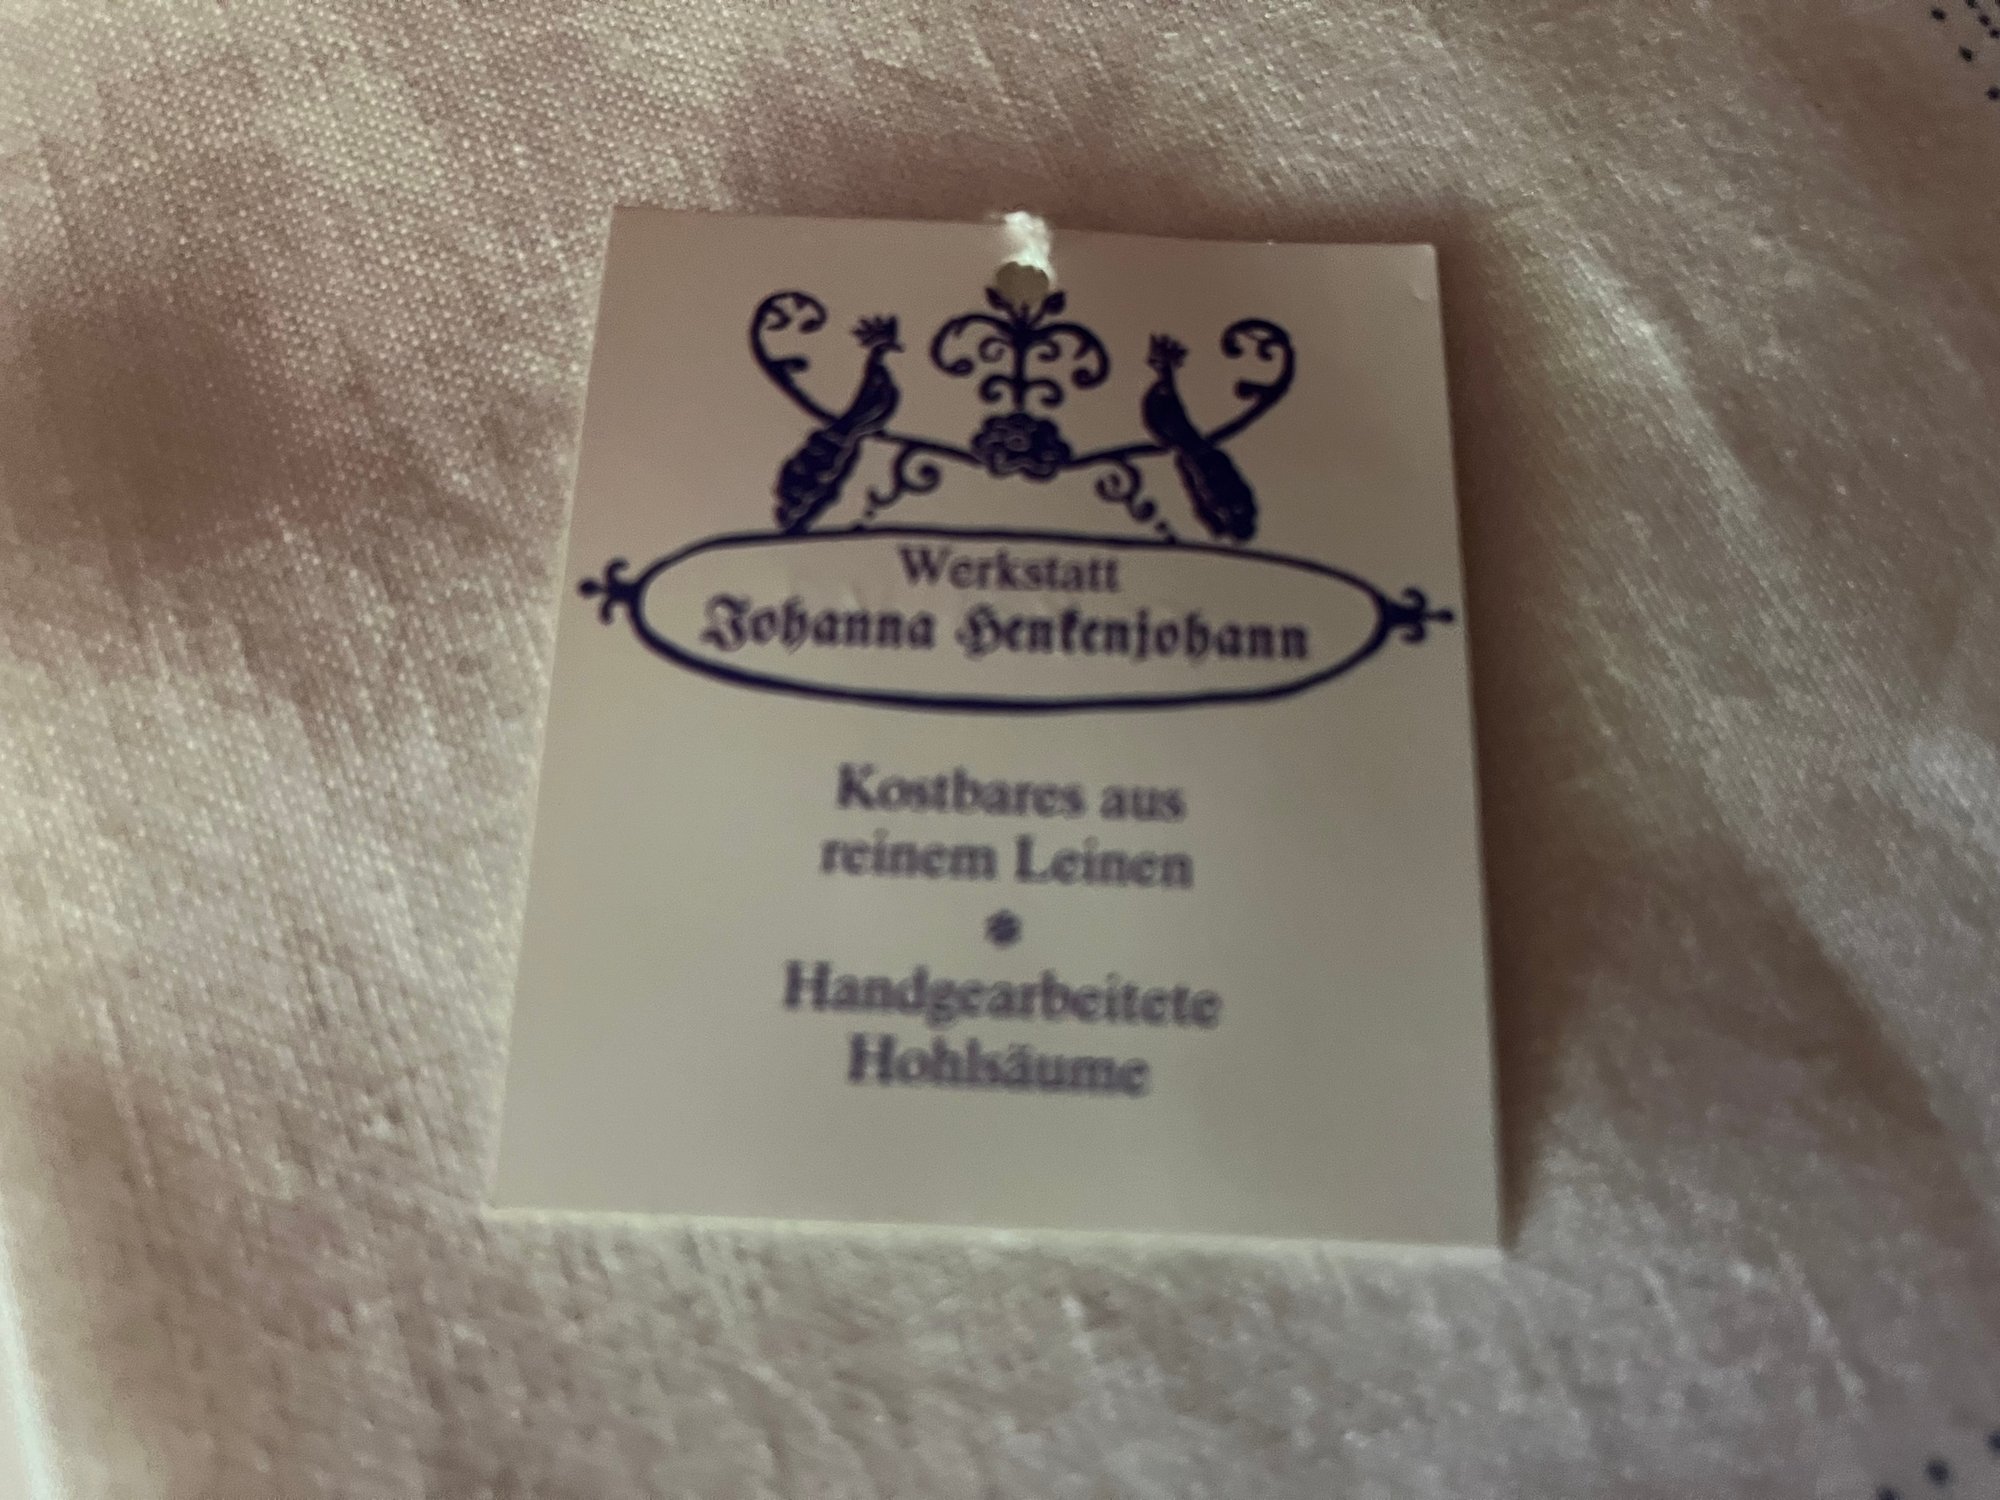 Werkstatt
Johanna Henkenjohann
Kostbares aus
reinem Leinen
*
Handgearbeitete
Hohlsäume